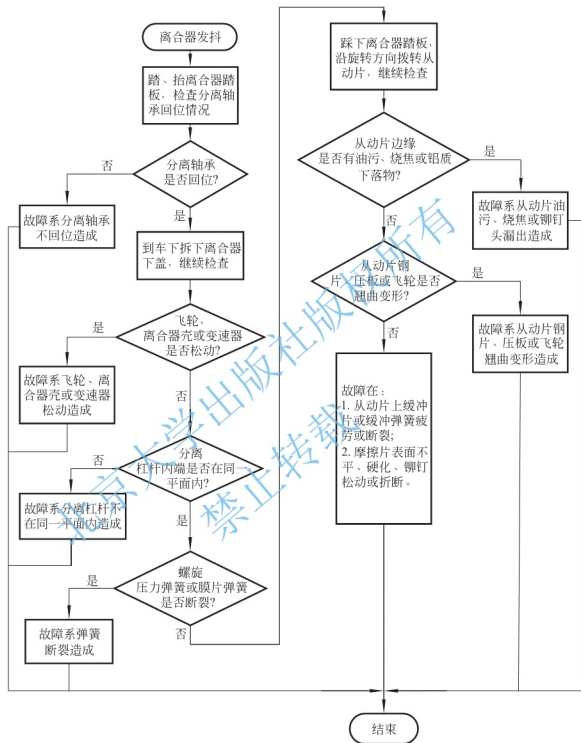 离合器发抖
踏、抬离合器踏
板，检查分离轴
承回位情况
分离轴承
是否回位？
否
是
故障系分离轴承
不回位造成
到车下拆下离合器
下盖，继续检查
飞轮，
离合器壳或变速器
是否松动？
是
否
故障系飞轮、离
合器壳或变速器
松动造成
分离
杠杆内端是否在同一
平面内？
否
是
故障系分离杠杆不
在同一平面内造成
螺旋
压力弹簧或膜片弹簧
是否断裂？
是
否
故障系弹簧
断裂造成
踩下离合器踏板，
沿旋转方向拨转从
动片，继续检查
从动片边缘
是否有油污、烧焦或铝质
下落物？
是
否
故障系从动片油
污、烧焦或铆钉
头漏出造成
从动片钢
片、压板或飞轮是否
翘曲变形？
是
否
故障系从动片钢
片、压板或飞轮
翘曲变形造成
故障在：
1. 从动片上缓冲
片或缓冲弹簧疲
劳或断裂;
2. 摩擦片表面不
平、硬化、铆钉
松动或折断。
结束
北京大学出版社版权所有
禁止转载